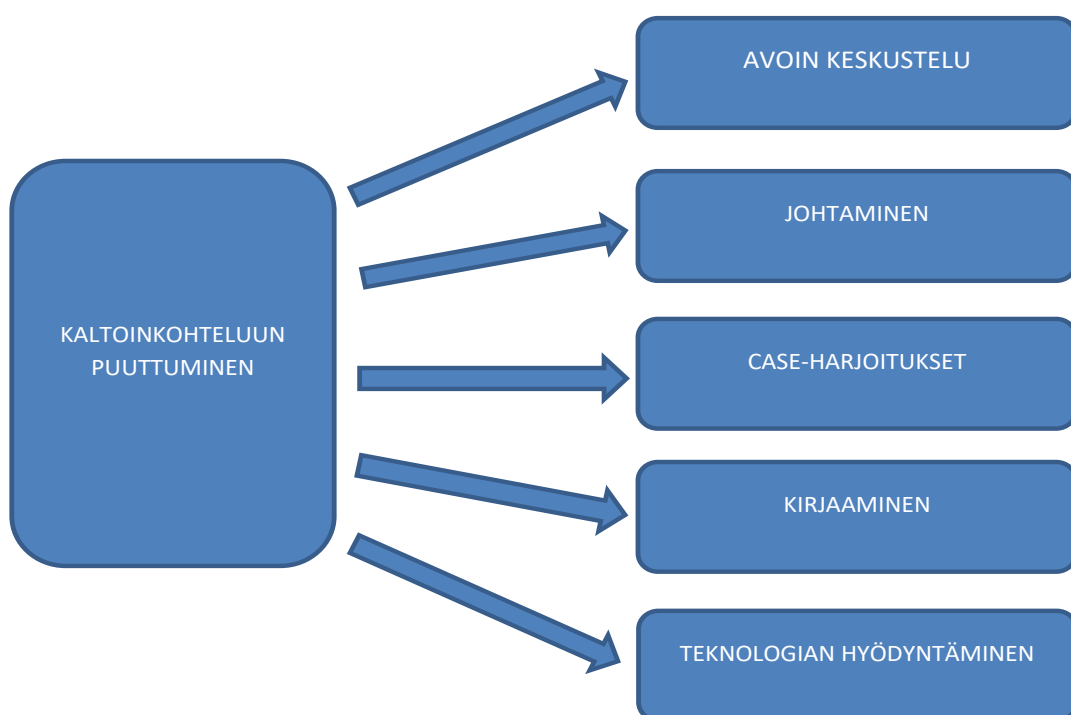 KALTOINKOHTELUUN
PUUTTUMINEN
AVOIN KESKUSTELU
JOHTAMINEN
CASE-HARJOITUKSET
KIRJAAMINEN
TEKNOLOGIAN HYÖDYNTÄMINEN